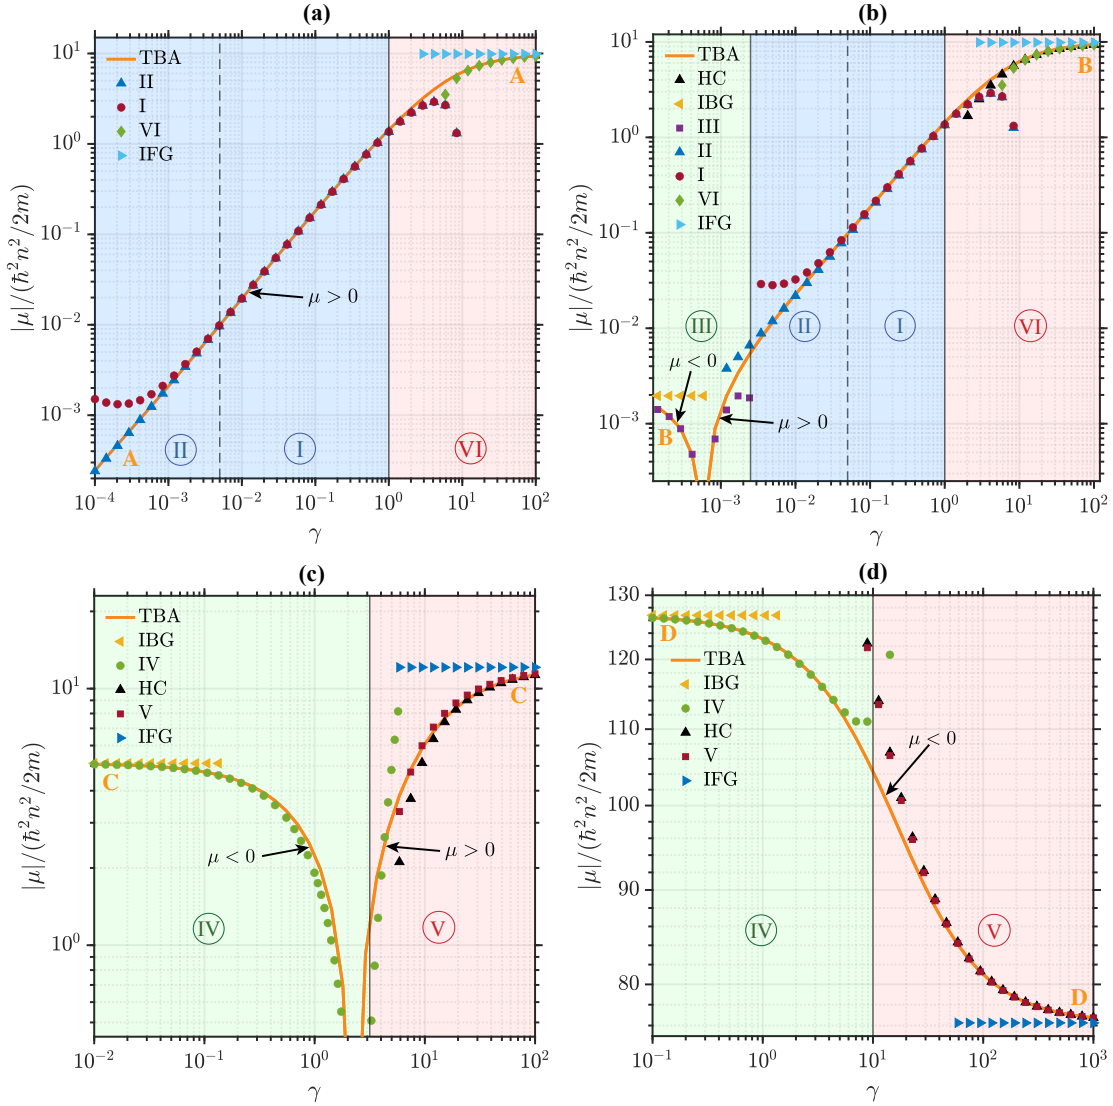 (a)
|μ|/(ħ²n²/2m)
10¹
10⁰
10⁻¹
10⁻²
10⁻³
TBA
II
I
VI
IFG
A
μ > 0
A
II
I
VI
10⁻⁴ 10⁻³ 10⁻² 10⁻¹ 10⁰ 10¹ 10²
γ
(b)
|μ|/(ħ²n²/2m)
10¹
10⁰
10⁻¹
10⁻²
10⁻³
TBA
HC
IBG
III
II
I
VI
IFG
B
III
II
I
VI
μ < 0
μ > 0
B
10⁻³ 10⁻² 10⁻¹ 10⁰ 10¹ 10²
γ
(c)
|μ|/(ħ²n²/2m)
10¹
10⁰
TBA
IBG
IV
HC
V
IFG
C
C
μ < 0
μ > 0
IV
V
10⁻² 10⁻¹ 10⁰ 10¹ 10²
γ
(d)
|μ|/(ħ²n²/2m)
130
120
110
100
90
80
D
TBA
IBG
IV
HC
V
IFG
μ < 0
IV
V
D
10⁻¹ 10⁰ 10¹ 10² 10³
γ